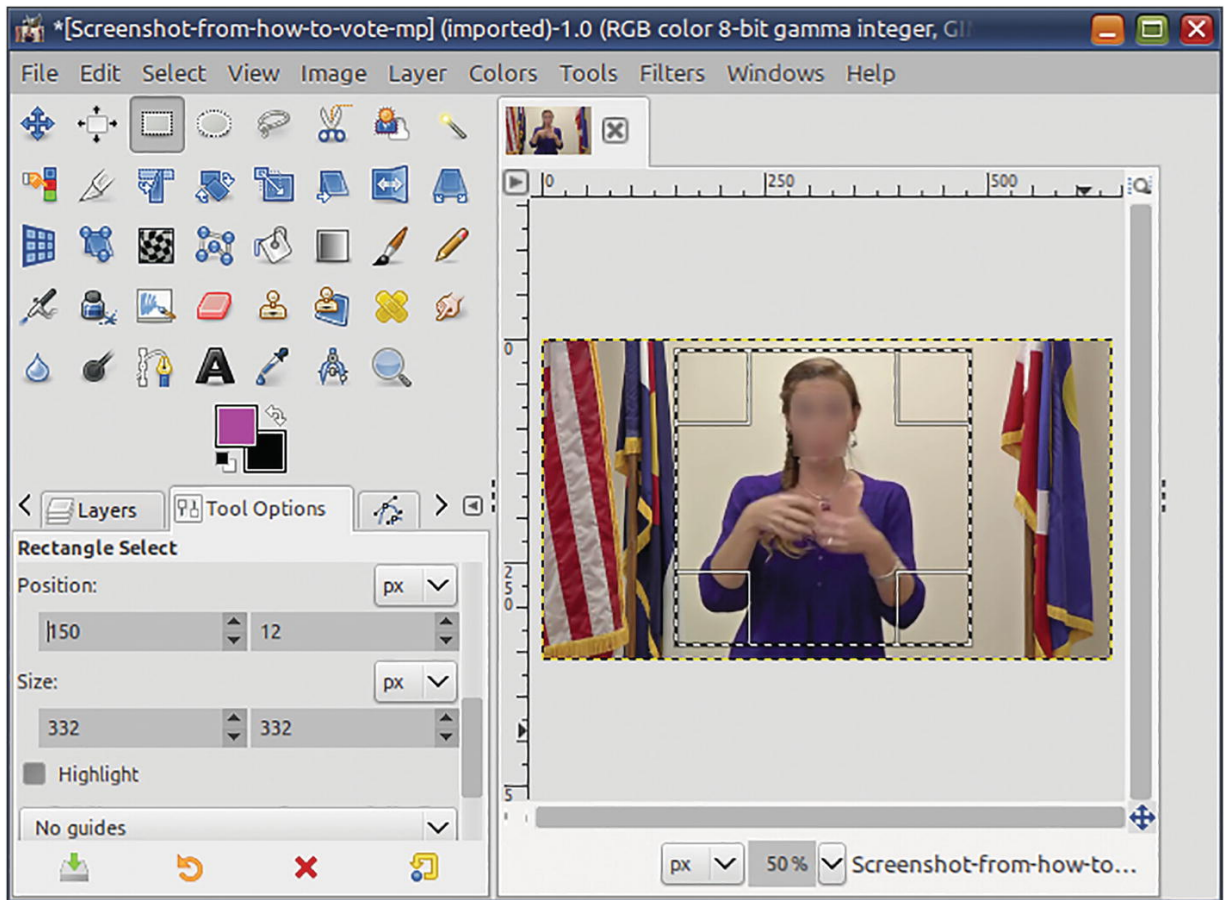 *[Screenshot-from-how-to-vote-mp] (imported)-1.0 (RGB color 8-bit gamma integer,
File Edit Select View Image Layer Colors Tools Filters Windows Help
0 250 500
0
250
5
Layers Tool Options
Rectangle Select
Position: px
150 12
Size: px
332 332
Highlight
No guides
px 50 % Screenshot-from-how-to...